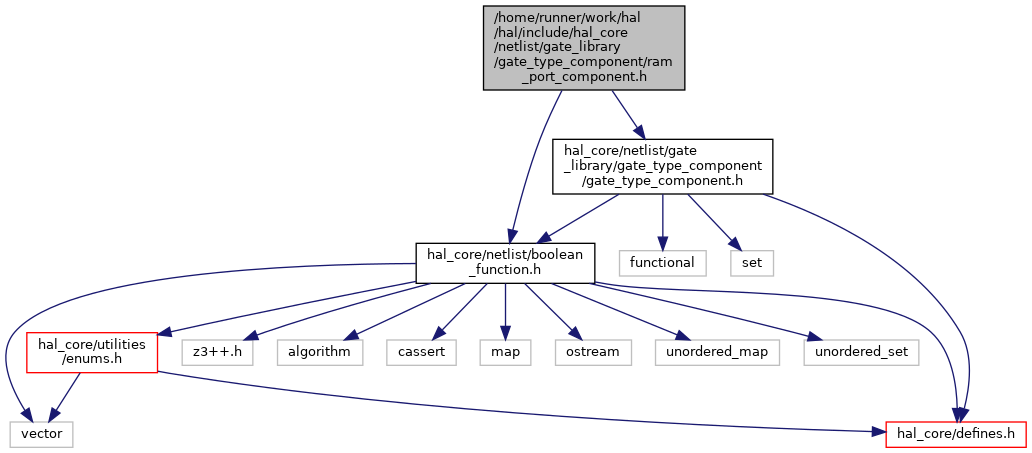 /home/runner/work/hal
/hal/include/hal_core
/netlist/gate_library
/gate_type_component/ram
_port_component.h
hal_core/netlist/gate
_library/gate_type_component
/gate_type_component.h
hal_core/netlist/boolean
_function.h
functional
set
hal_core/utilities
/enums.h
z3++.h
algorithm
cassert
map
ostream
unordered_map
unordered_set
vector
hal_core/defines.h